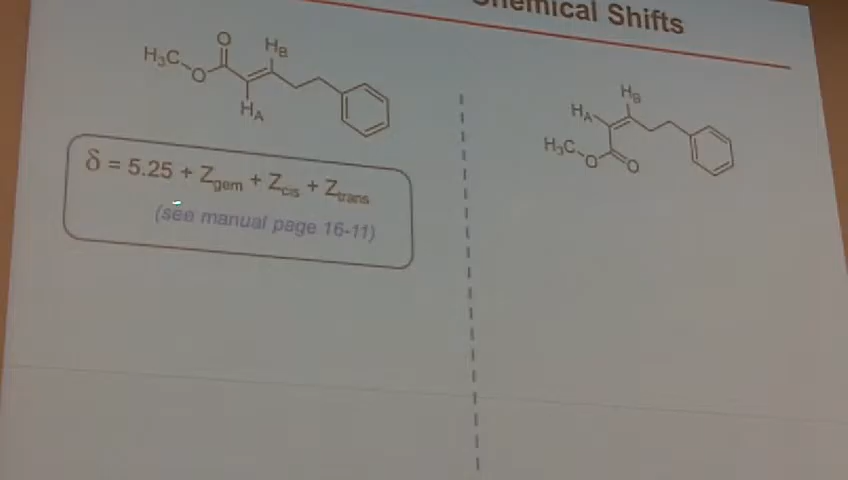 Chemical Shifts
H₃C O O H_A H_B
δ = 5.25 + Z_gem + Z_cis + Z_trans
(see manual page 16-11)
H₃C O O H_A H_B